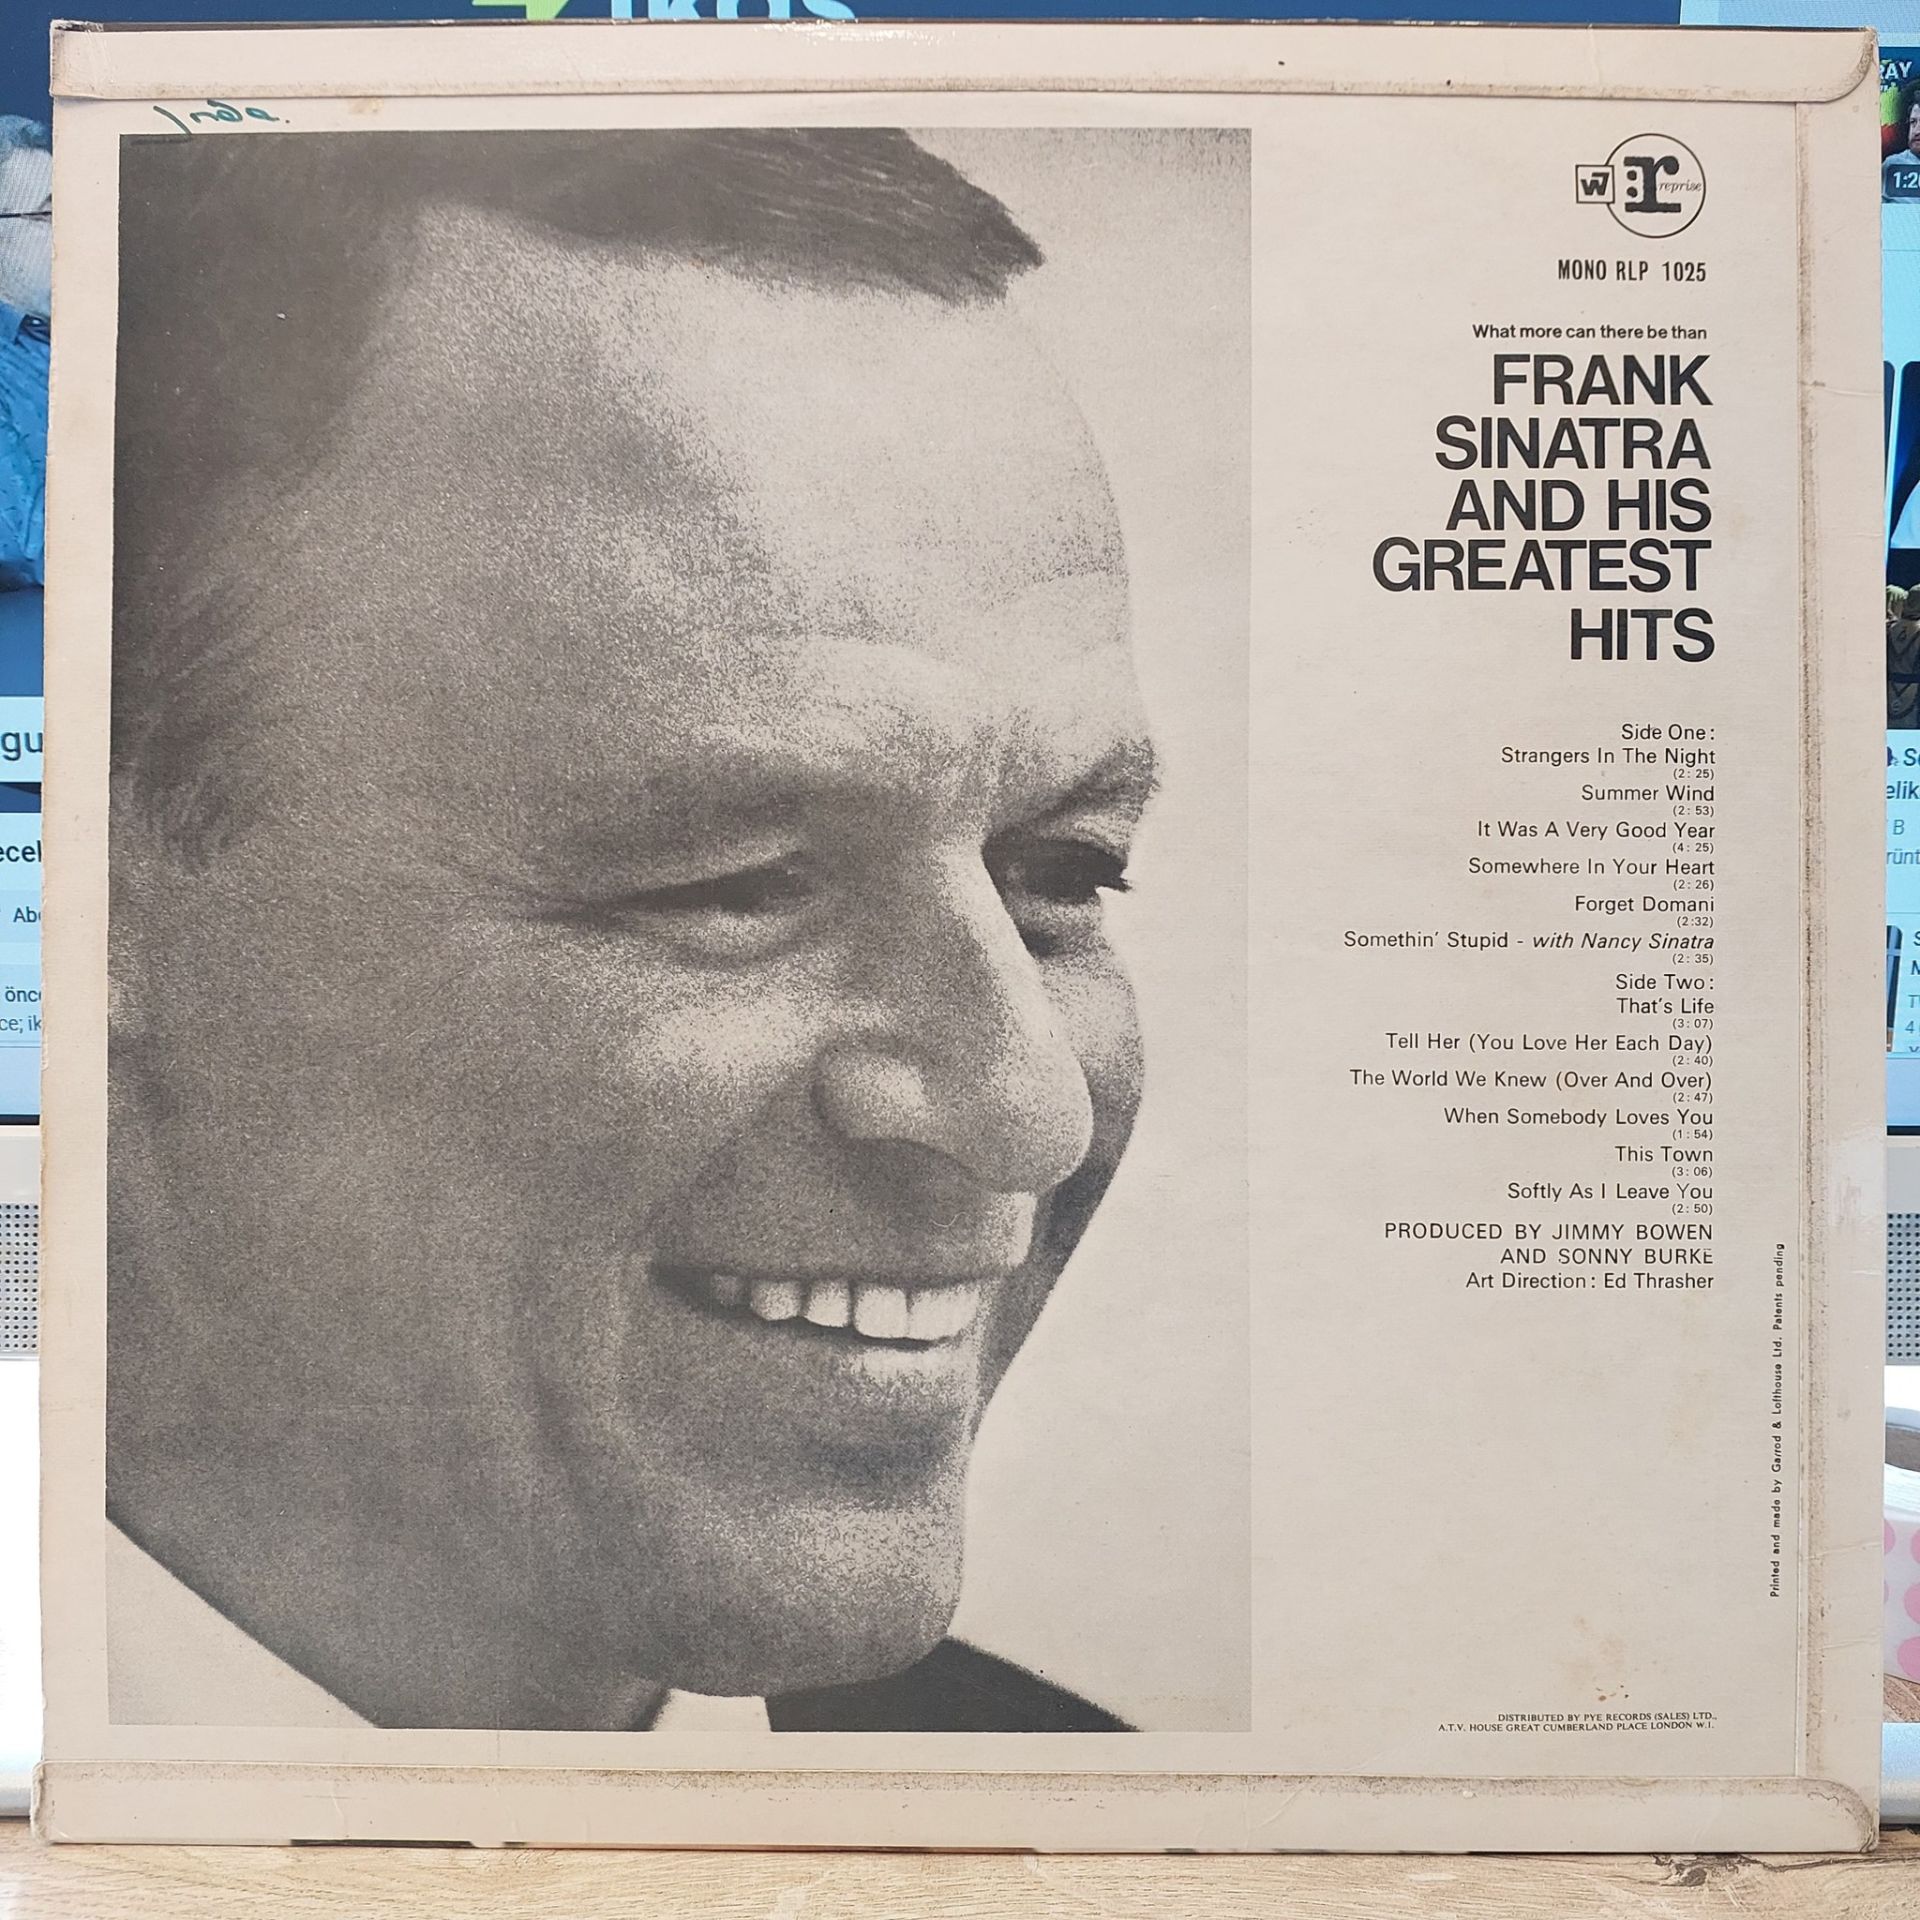 ikas
Inda.
W7
r reprise
MONO RLP 1025
What more can there be than
FRANK
SINATRA
AND HIS
GREATEST
HITS
Side One:
Strangers In The Night
(2:25)
Summer Wind
(2:53)
It Was A Very Good Year
(4:25)
Somewhere In Your Heart
(2:26)
Forget Domani
(2:32)
Somethin' Stupid - with Nancy Sinatra
(2:35)
Side Two:
That's Life
(3:07)
Tell Her (You Love Her Each Day)
(2:40)
The World We Knew (Over And Over)
(2:47)
When Somebody Loves You
(1:54)
This Town
(3:06)
Softly As I Leave You
(2:50)
PRODUCED BY JIMMY BOWEN
AND SONNY BURKE
Art Direction: Ed Thrasher
Printed and made by Garrod & Lofthouse Ltd. Patents pending
DISTRIBUTED BY PYE RECORDS (SALES) LTD.,
A.T.V. HOUSE GREAT CUMBERLAND PLACE LONDON W.I.